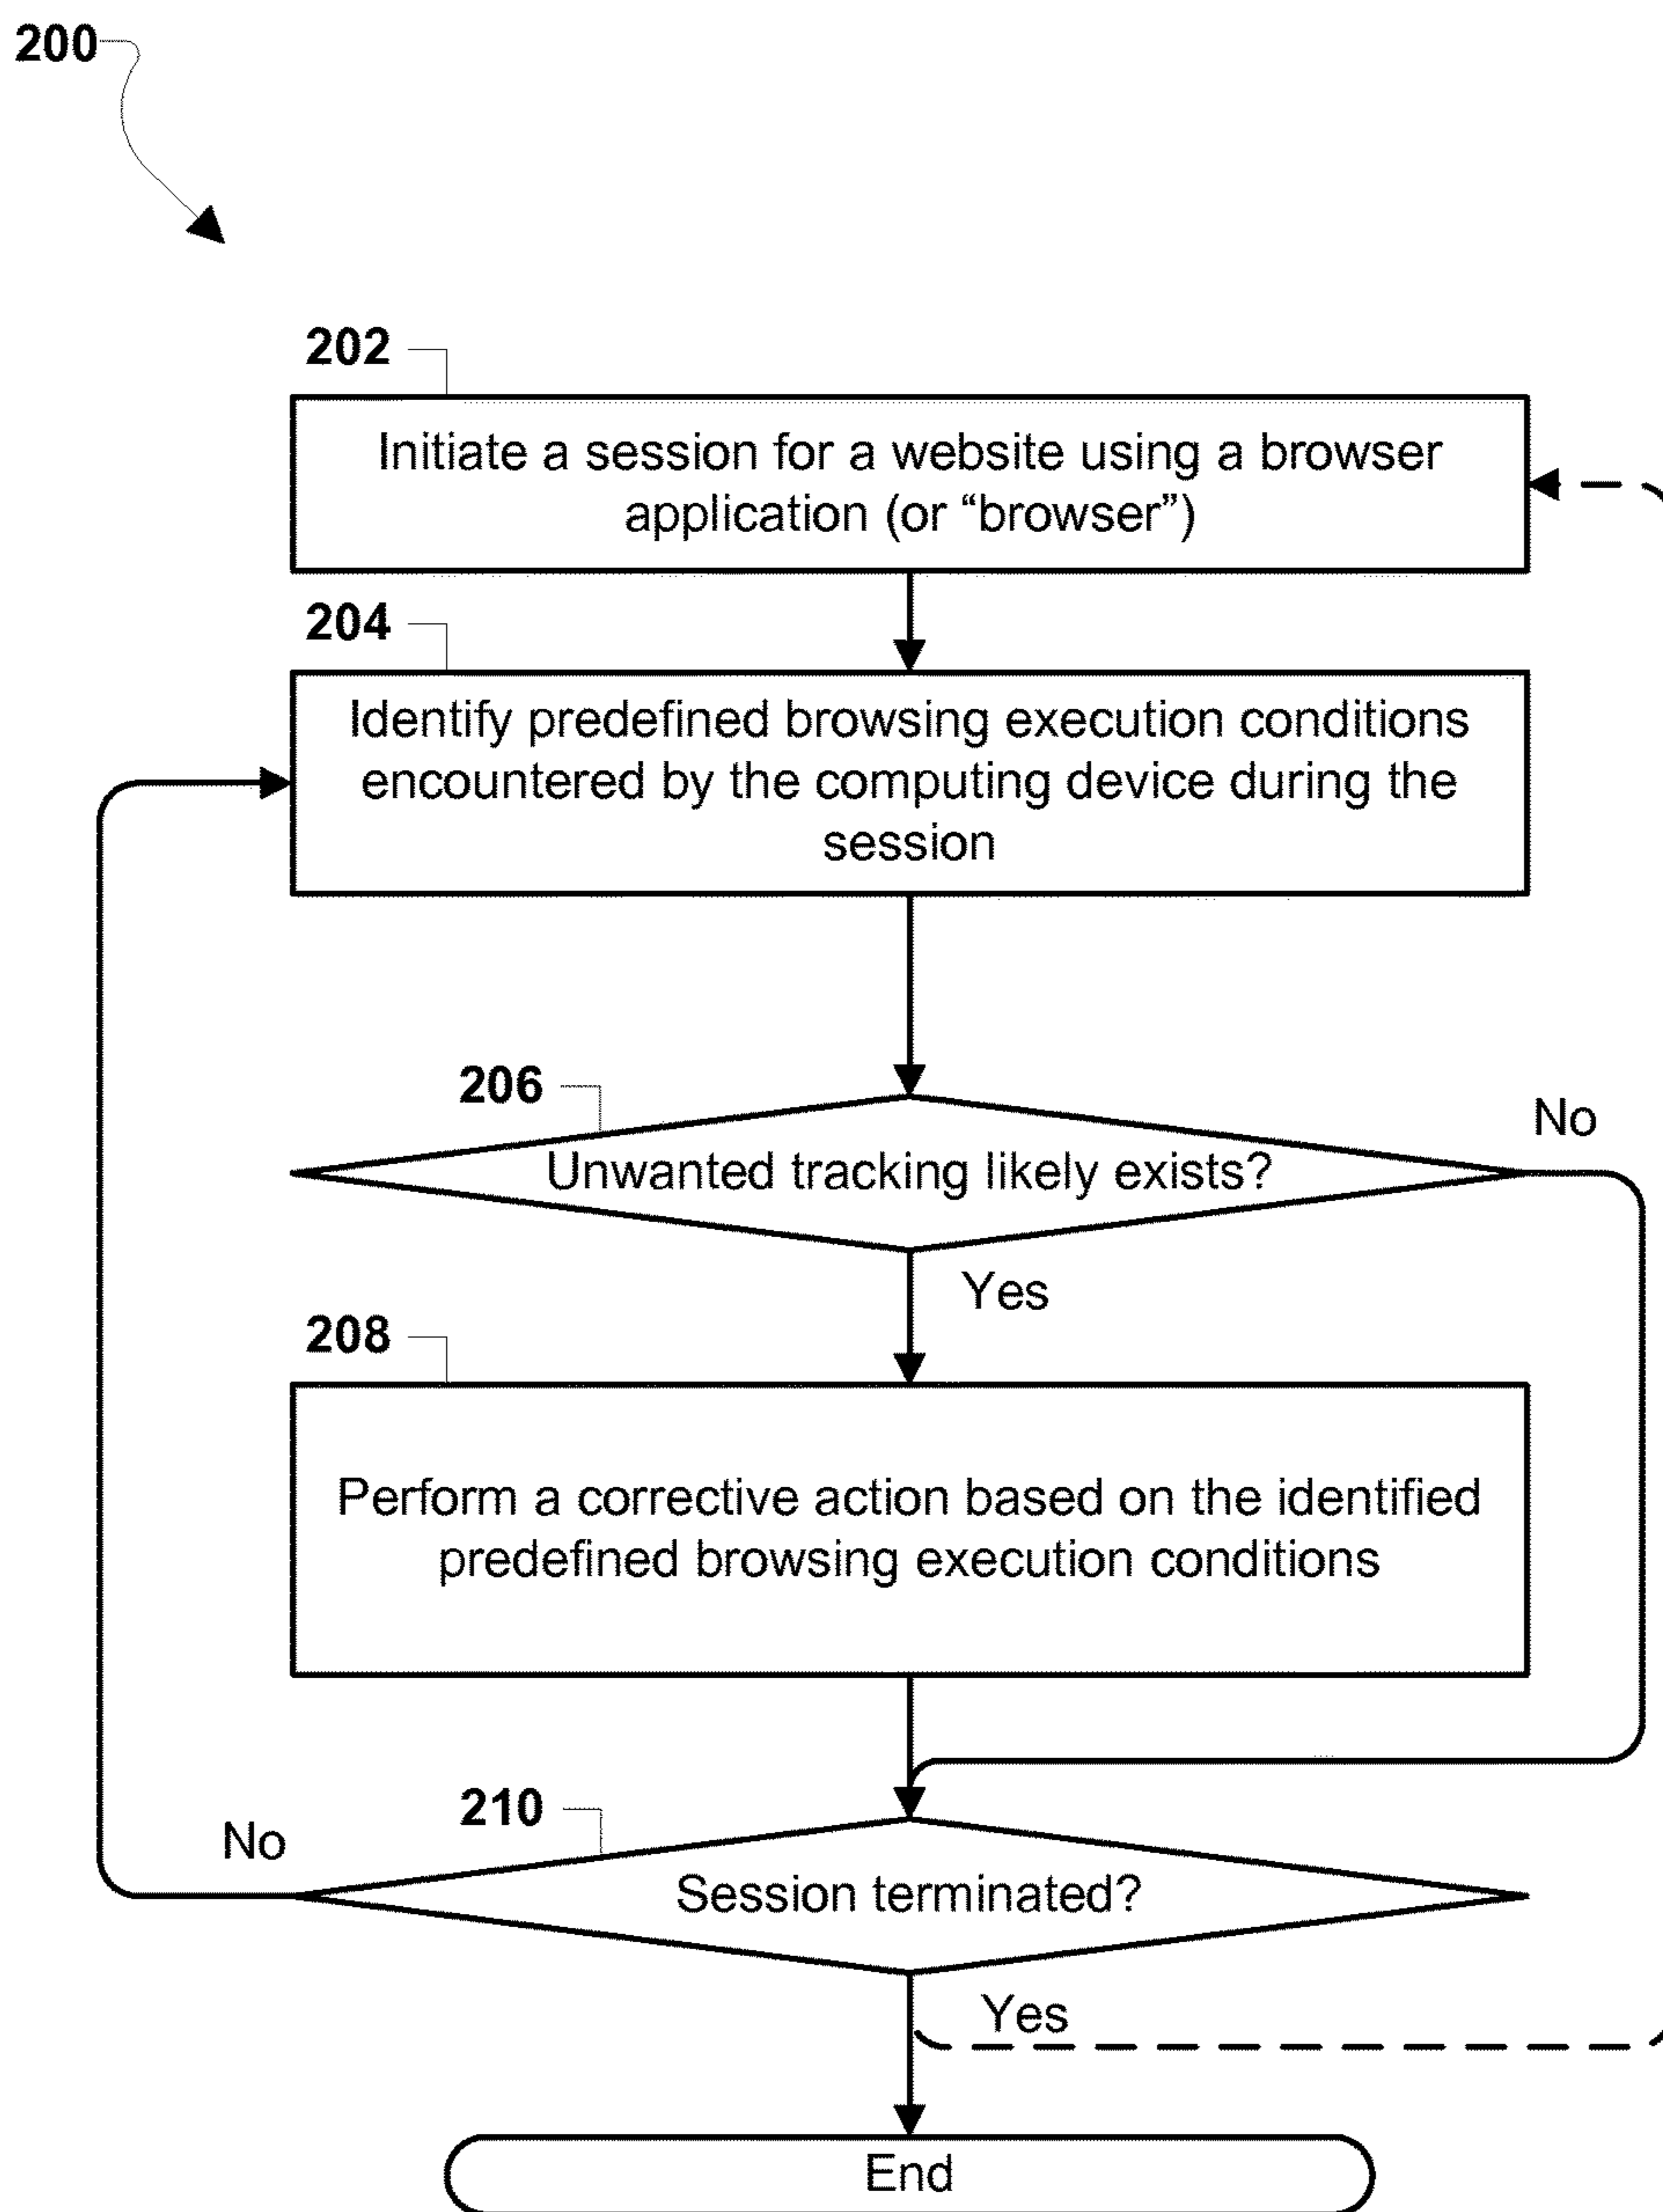 200
202
Initiate a session for a website using a browser
application (or “browser”)
204
Identify predefined browsing execution conditions
encountered by the computing device during the
session
206
No
Unwanted tracking likely exists?
Yes
208
Perform a corrective action based on the identified
predefined browsing execution conditions
210
No
Session terminated?
Yes
End